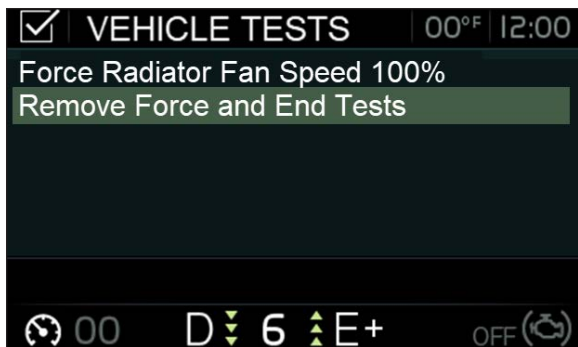 VEHICLE TESTS 00°F 12:00
Force Radiator Fan Speed 100%
Remove Force and End Tests
00 D 6 E+ OFF